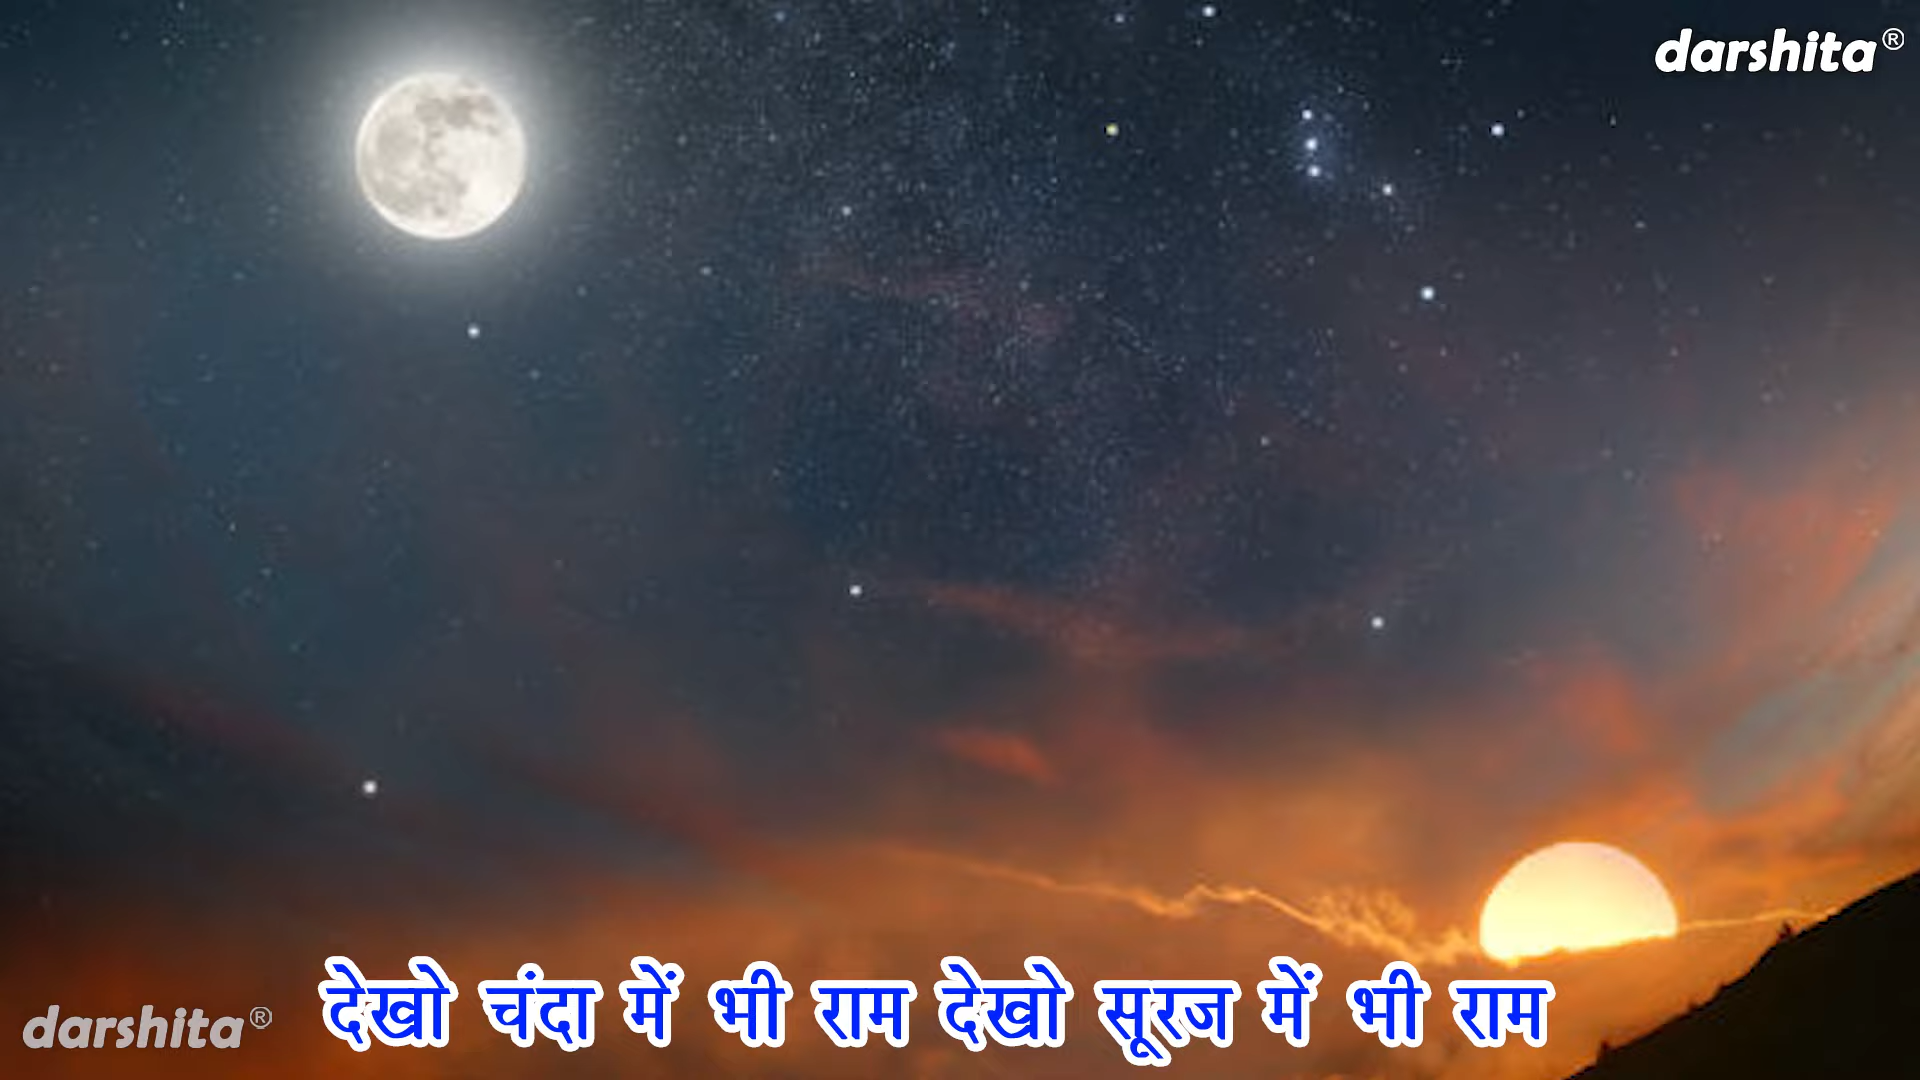 darshita®
देखो चंदा में भी राम देखो सूरज में भी राम
darshita®